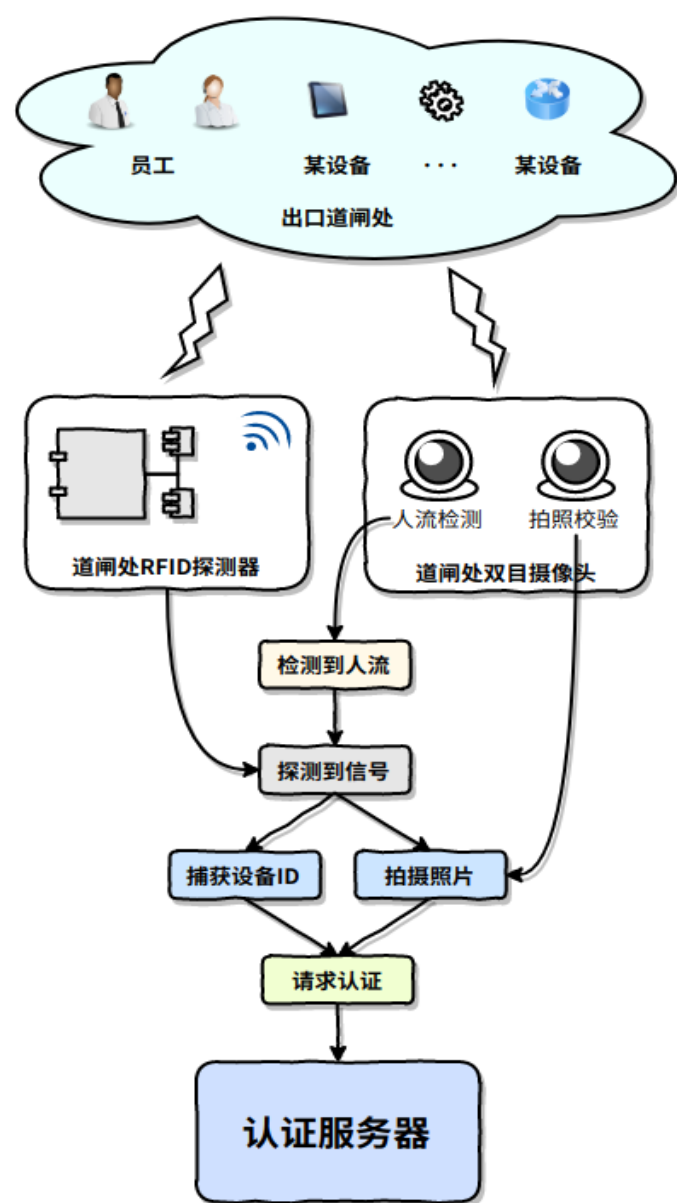 员工 某设备 ... 某设备
出口道闸处
人流检测 拍照校验
道闸处RFID探测器
道闸处双目摄像头
检测到人流
探测到信号
捕获设备ID
拍摄照片
请求认证
认证服务器